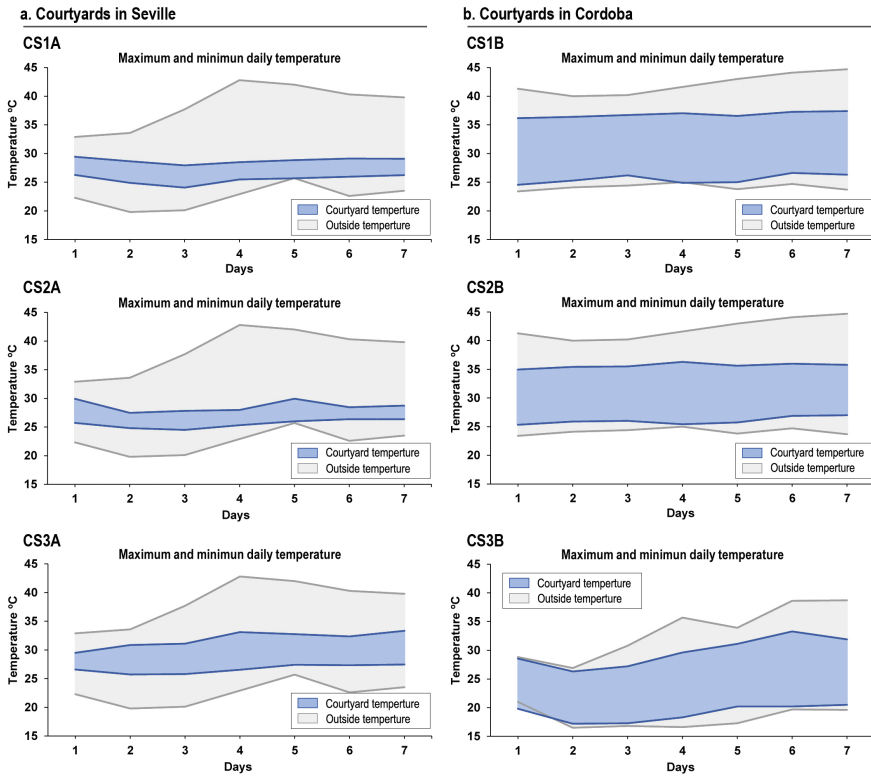 a. Courtyards in Seville
CS1A
Maximum and minimun daily temperature
Temperature ºC
45
40
35
30
25
20
15
Courtyard temperture
Outside temperture
1 2 3 4 5 6 7
Days
CS2A
Maximum and minimun daily temperature
Temperature ºC
45
40
35
30
25
20
15
Courtyard temperture
Outside temperture
1 2 3 4 5 6 7
Days
CS3A
Maximum and minimun daily temperature
Temperature ºC
45
40
35
30
25
20
15
Courtyard temperture
Outside temperture
1 2 3 4 5 6 7
Days
b. Courtyards in Cordoba
CS1B
Maximum and minimun daily temperature
Temperature ºC
45
40
35
30
25
20
15
Courtyard temperture
Outside temperture
1 2 3 4 5 6 7
Days
CS2B
Maximum and minimun daily temperature
Temperature ºC
45
40
35
30
25
20
15
Courtyard temperture
Outside temperture
1 2 3 4 5 6 7
Days
CS3B
Maximum and minimun daily temperature
Temperature ºC
45
40
35
30
25
20
15
Courtyard temperture
Outside temperture
1 2 3 4 5 6 7
Days